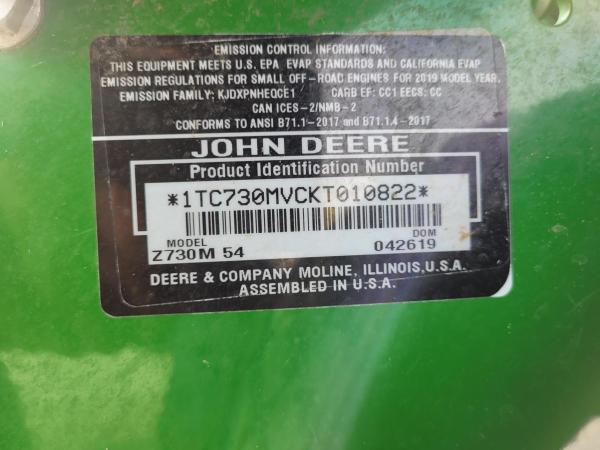 EMISSION CONTROL INFORMATION:
THIS EQUIPMENT MEETS U.S. EPA EVAP STANDARDS AND CALIFORNIA EVAP
EMISSION REGULATIONS FOR SMALL OFF-ROAD ENGINES FOR 2019 MODEL YEAR.
EMISSION FAMILY; KJDXPNHEQCE1 CARB EF: CC1 EECS: CC
CAN ICES-2/NMB-2
CONFORMS TO ANSI B71.1-2017 and B71.1.4-2017
JOHN DEERE
Product Identification Number
*1TC730MVCKT010822*
MODEL DOM
Z730M 54 042619
DEERE & COMPANY MOLINE, ILLINOIS, U.S.A.
ASSEMBLED IN U.S.A.